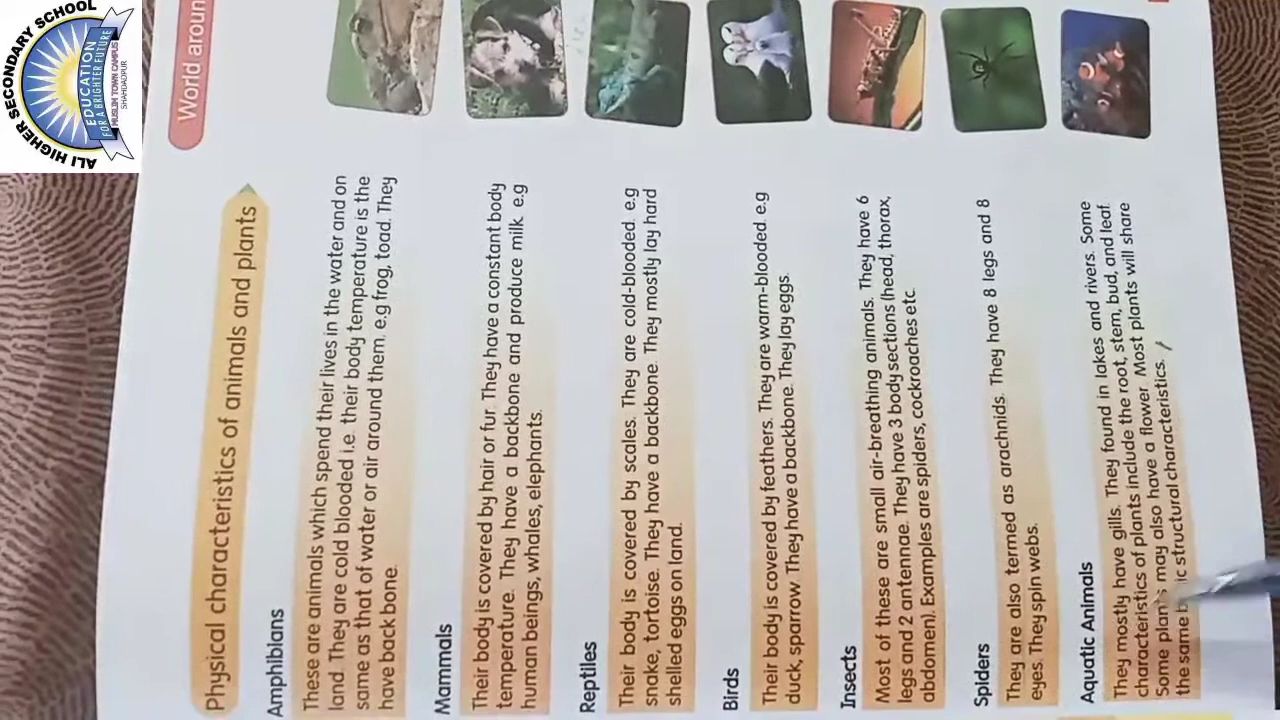 ALI HIGHER SECONDARY SCHOOL
EDUCATION
FOR A BRIGHTER FUTURE
MUSLIM TOWN CAMPUS
SHAHDADPUR
World aroun
Physical characteristics of animals and plants
Amphibians
These are animals which spend their lives in the water and on
land. They are cold blooded i.e. their body temperature is the
same as that of water or air around them. e.g frog, toad. They
have back bone.
Mammals
Their body is covered by hair or fur. They have a constant body
temperature. They have a backbone and produce milk. e.g
human beings, whales, elephants.
Reptiles
Their body is covered by scales. They are cold-blooded. e.g
snake, tortoise. They have a backbone. They mostly lay hard
shelled eggs on land.
Birds
Their body is covered by feathers. They are warm-blooded. e.g
duck, sparrow. They have a backbone. They lay eggs.
Insects
Most of these are small air-breathing animals. They have 6
legs and 2 antennae. They have 3 body sections (head, thorax,
abdomen). Examples are spiders, cockroaches etc
Spiders
They are also termed as arachnids. They have 8 legs and 8
eyes. They spin webs.
Aquatic Animals
They mostly have gills. They found in lakes and rivers. Some
characteristics of plants include the root, stem, bud, and leaf.
Some plants may also have a flower. Most plants will share
the same structural characteristics.